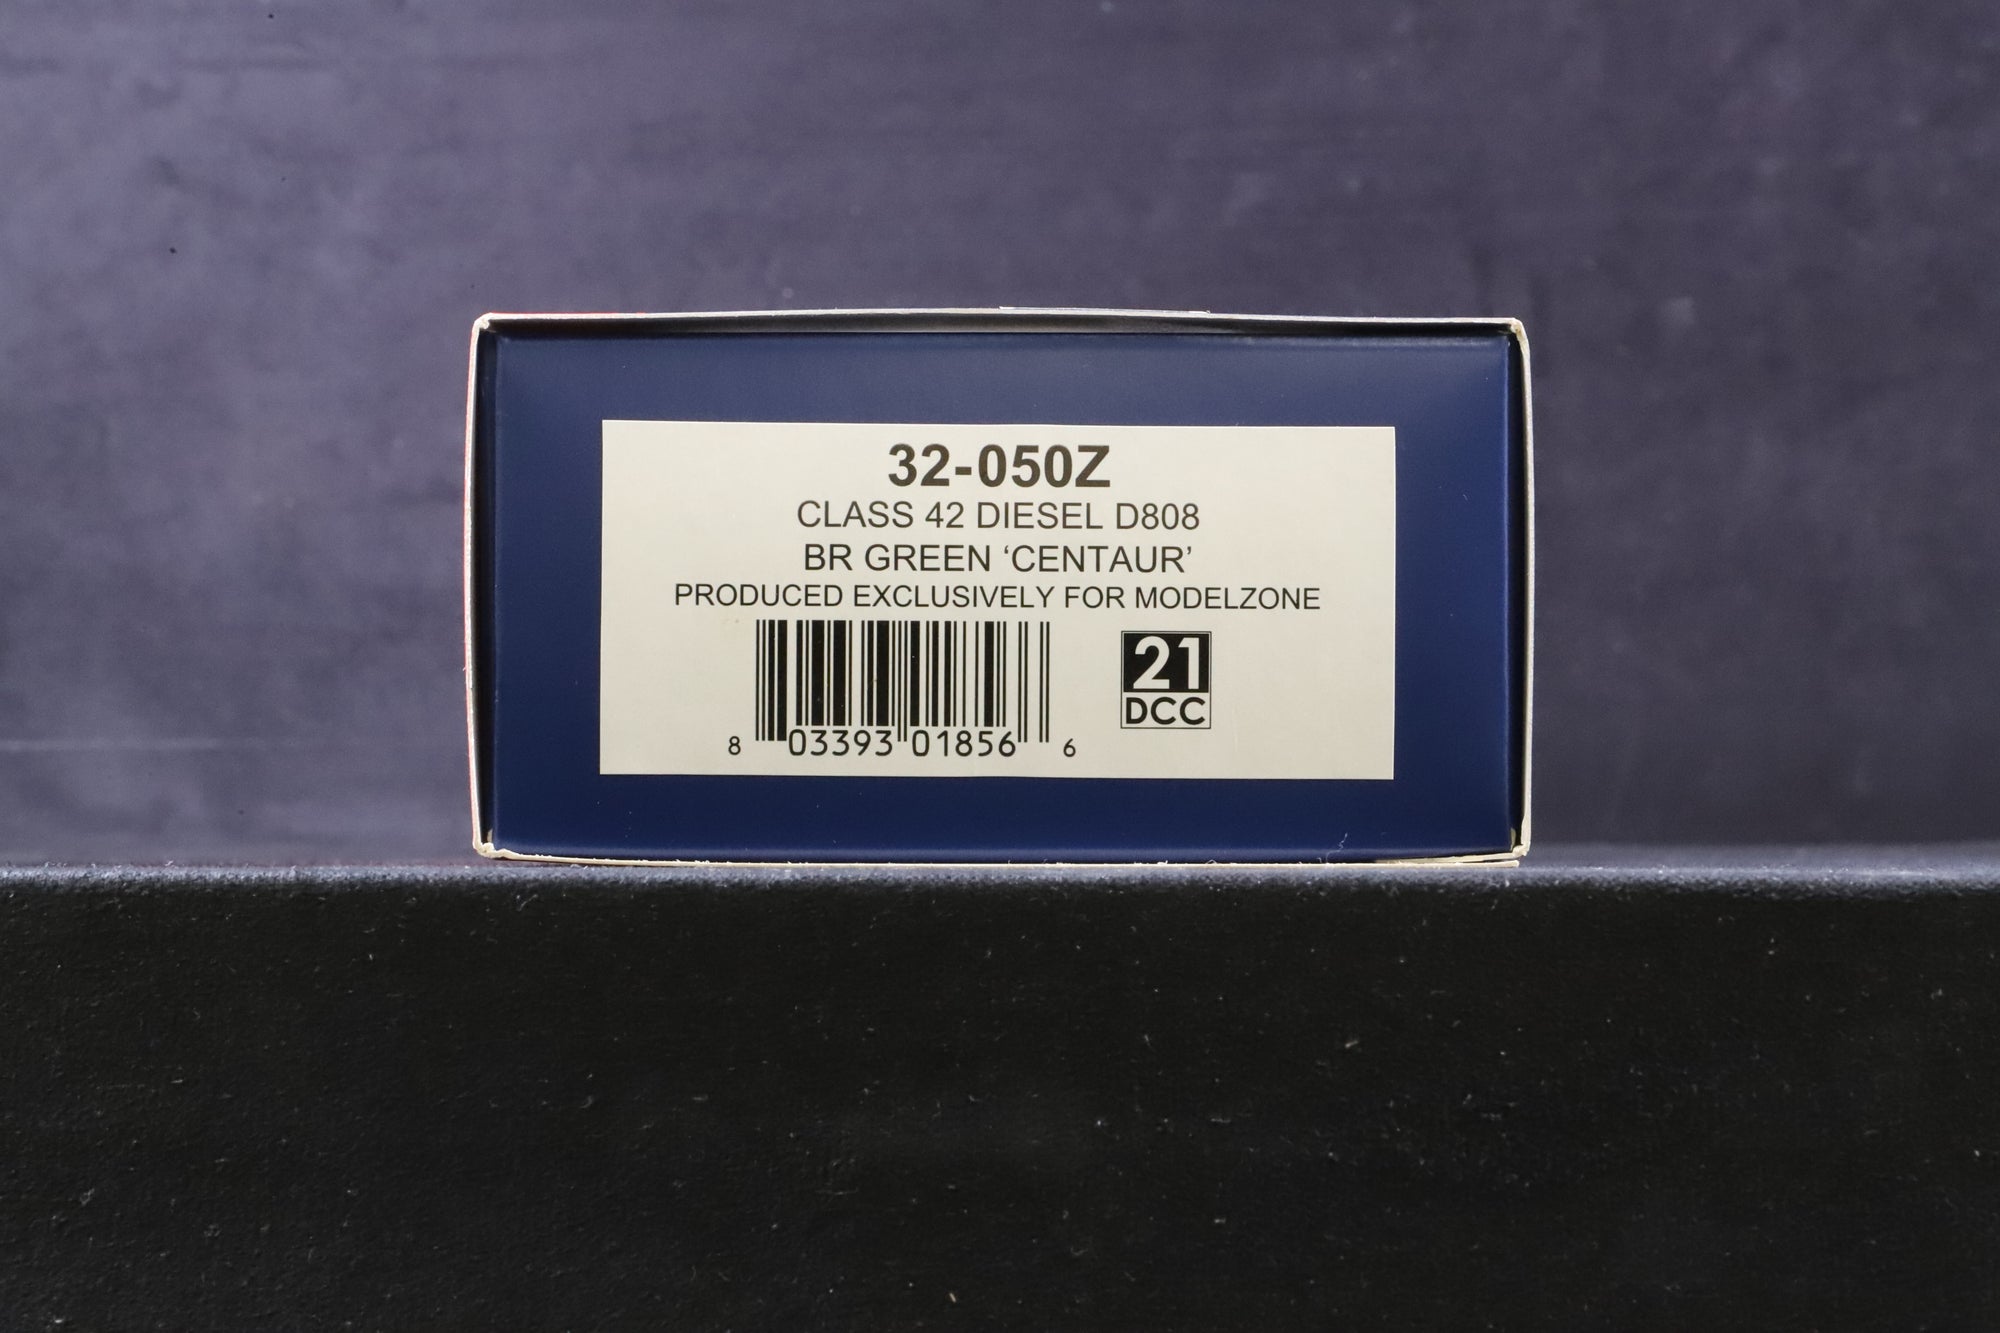 32-050Z
CLASS 42 DIESEL D808
BR GREEN ‘CENTAUR’
PRODUCED EXCLUSIVELY FOR MODELZONE
21
DCC
8 03393 01856 6